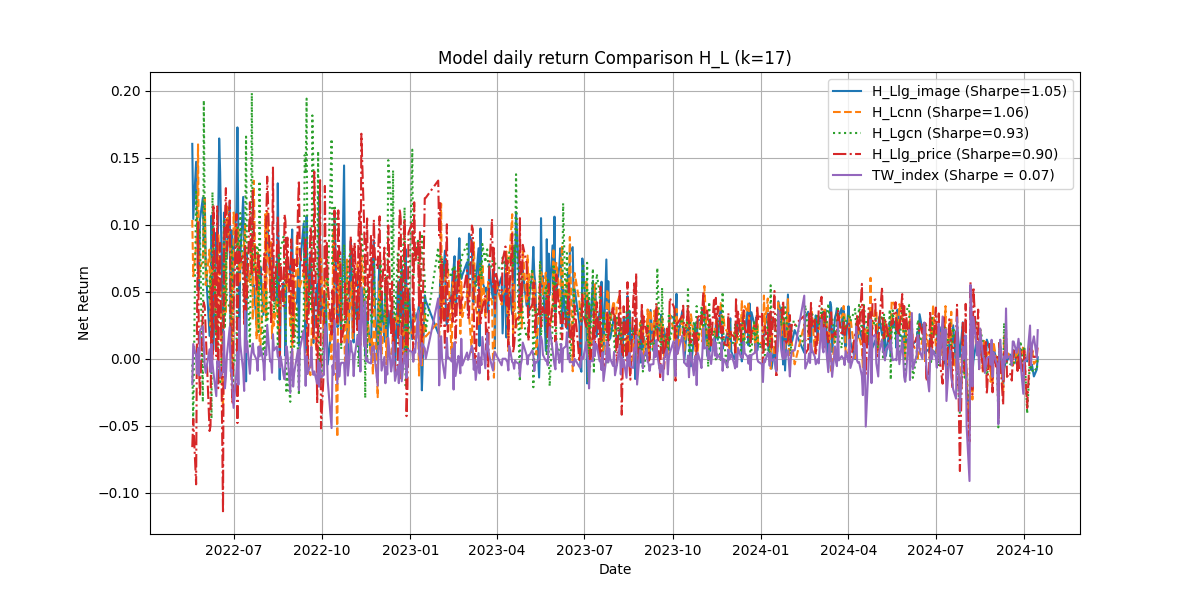 Model daily return Comparison H_L (k=17)
H_Llg_image (Sharpe=1.05)
H_Lcnn (Sharpe=1.06)
H_Lgcn (Sharpe=0.93)
H_Llg_price (Sharpe=0.90)
TW_index (Sharpe = 0.07)
Net Return
0.20
0.15
0.10
0.05
0.00
−0.05
−0.10
2022-07 2022-10 2023-01 2023-04 2023-07 2023-10 2024-01 2024-04 2024-07 2024-10
Date